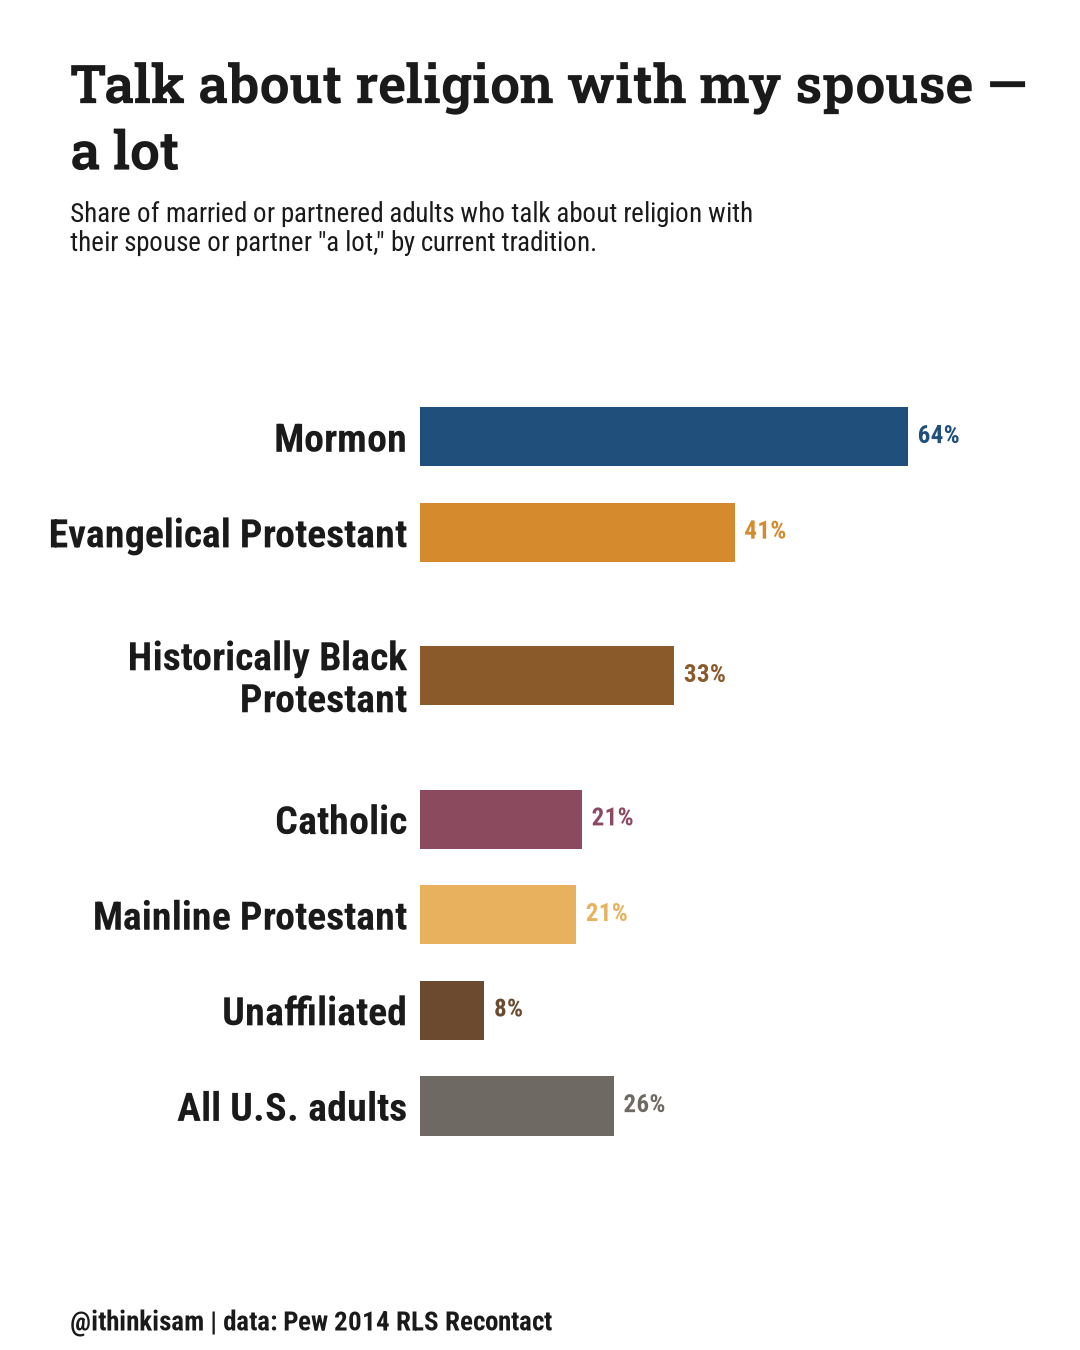 Talk about religion with my spouse —
a lot
Share of married or partnered adults who talk about religion with
their spouse or partner "a lot," by current tradition.
Mormon
64%
Evangelical Protestant
41%
Historically Black
Protestant
33%
Catholic
21%
Mainline Protestant
21%
Unaffiliated
8%
All U.S. adults
26%
@ithinkisam | data: Pew 2014 RLS Recontact